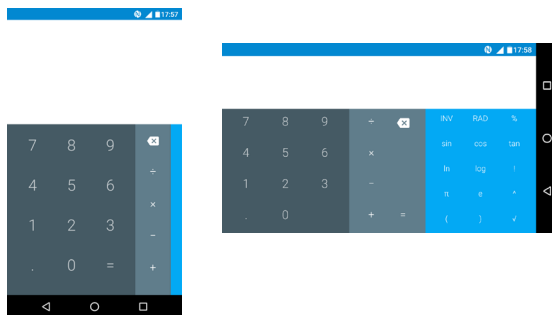 17:57
7 8 9
÷
4 5 6
×
1 2 3
−
. 0 =
+
17:58
7 8 9 ÷ INV RAD %
4 5 6 × sin cos tan
ln log !
1 2 3 −
π e ^
. 0 + = ( ) √